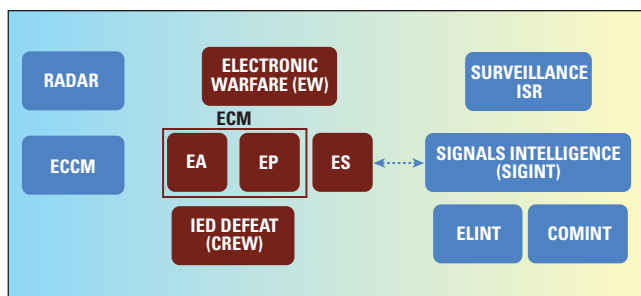 RADAR
ECCM
ELECTRONIC
WARFARE (EW)
ECM
EA
EP
ES
IED DEFEAT
(CREW)
SURVEILLANCE
ISR
SIGNALS INTELLIGENCE
(SIGINT)
ELINT
COMINT